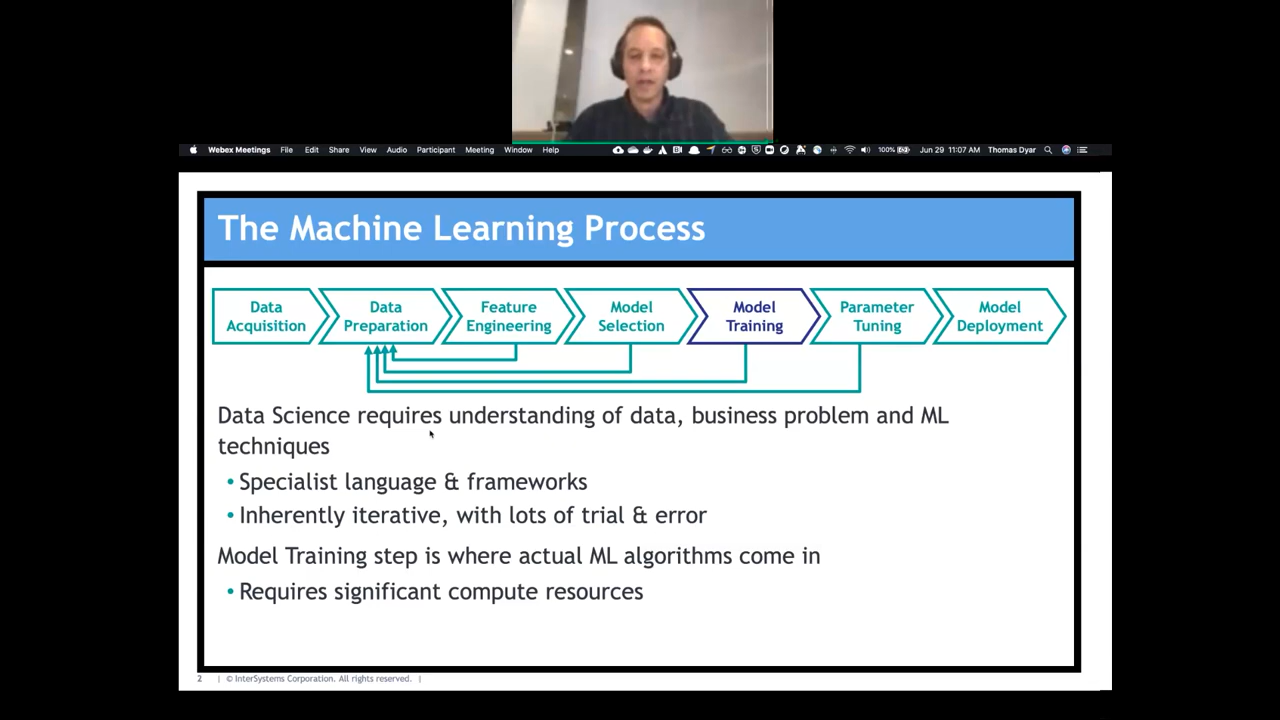 Webex Meetings File Edit Share View Audio Participant Meeting Window Help 100% Jun 29 11:07 AM Thomas Dyar
The Machine Learning Process
Data Acquisition
Data Preparation
Feature Engineering
Model Selection
Model Training
Parameter Tuning
Model Deployment
Data Science requires understanding of data, business problem and ML
techniques
• Specialist language & frameworks
• Inherently iterative, with lots of trial & error
Model Training step is where actual ML algorithms come in
• Requires significant compute resources
2 | © InterSystems Corporation. All rights reserved. |